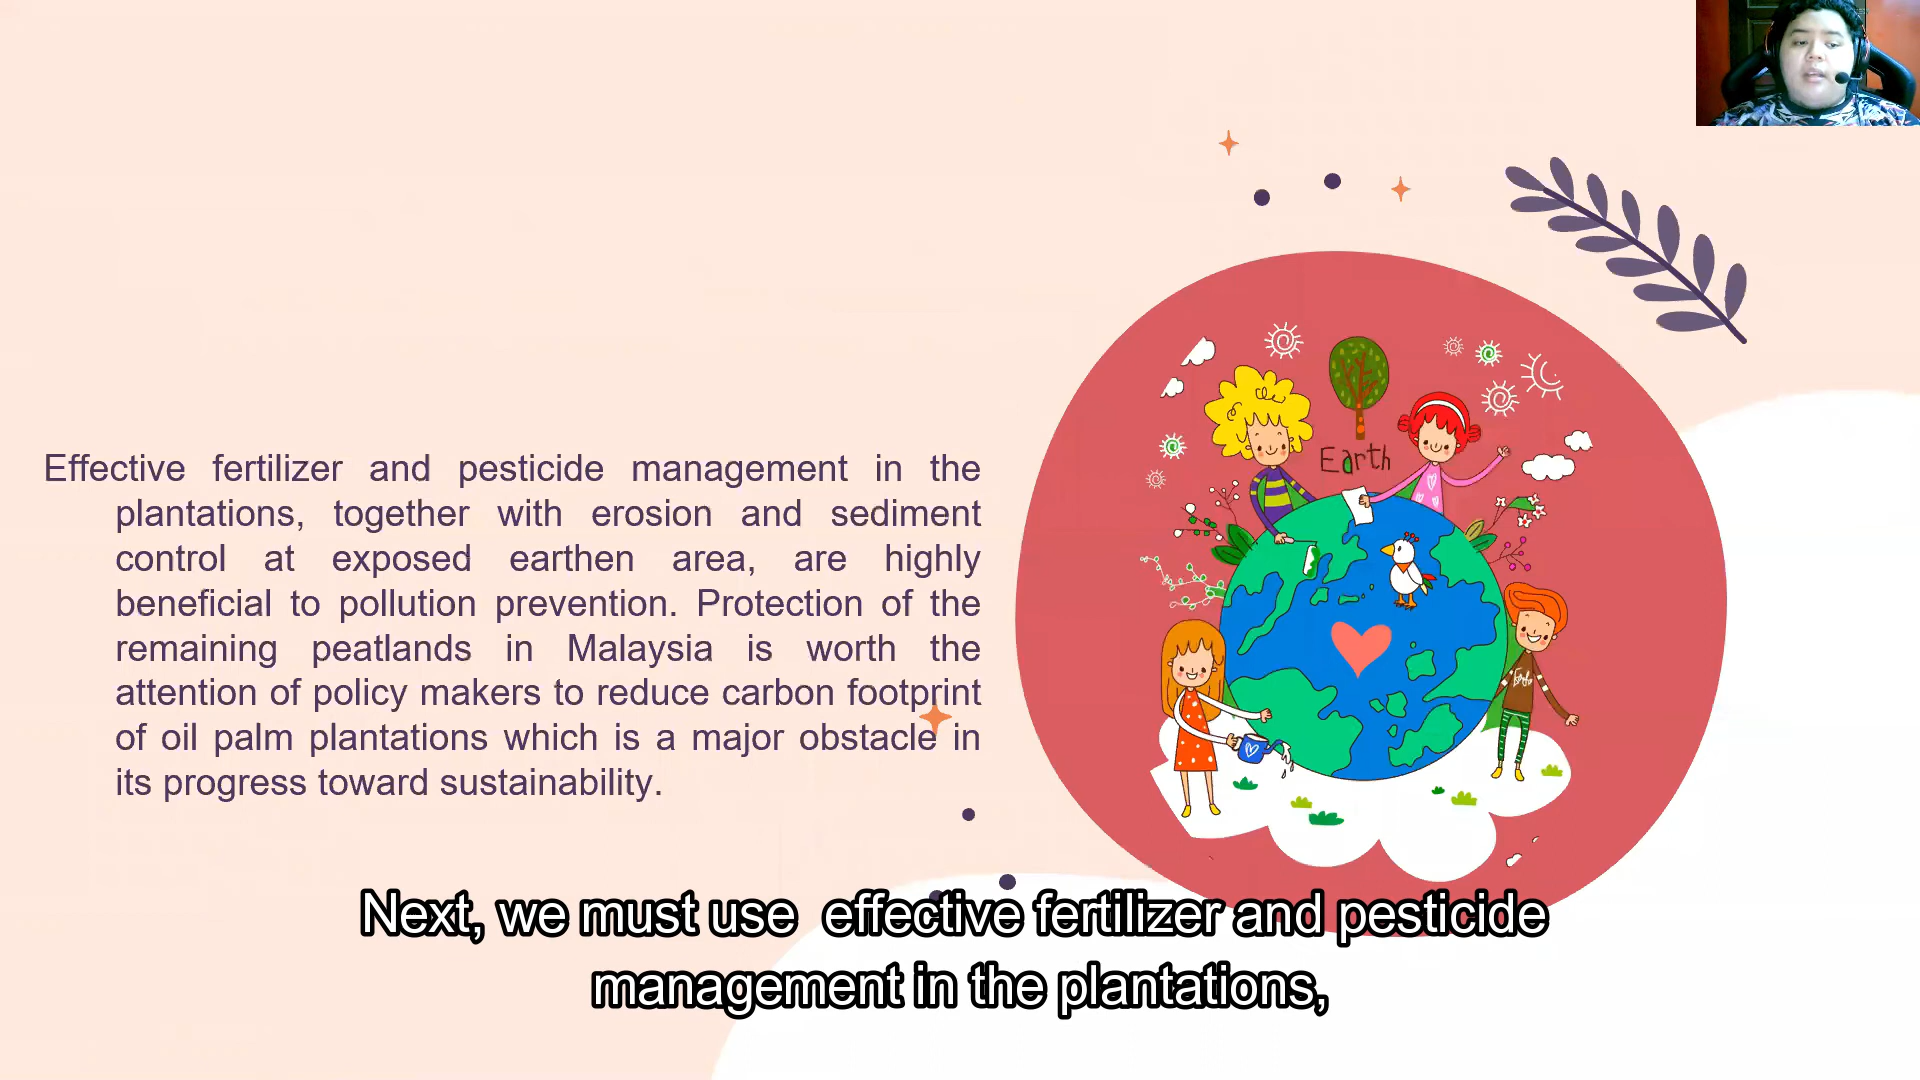 Earth
Effective fertilizer and pesticide management in the
plantations, together with erosion and sediment
control at exposed earthen area, are highly
beneficial to pollution prevention. Protection of the
remaining peatlands in Malaysia is worth the
attention of policy makers to reduce carbon footprint
of oil palm plantations which is a major obstacle in
its progress toward sustainability.
Next, we must use effective fertilizer and pesticide
management in the plantations,